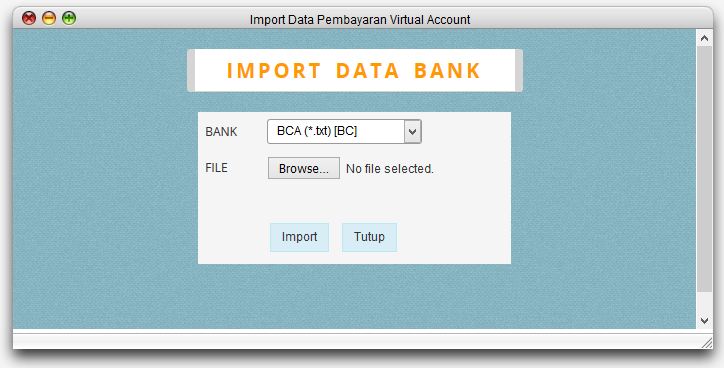 Import Data Pembayaran Virtual Account
IMPORT DATA BANK
BANK BCA (*.txt) [BC]
FILE Browse... No file selected.
Import Tutup